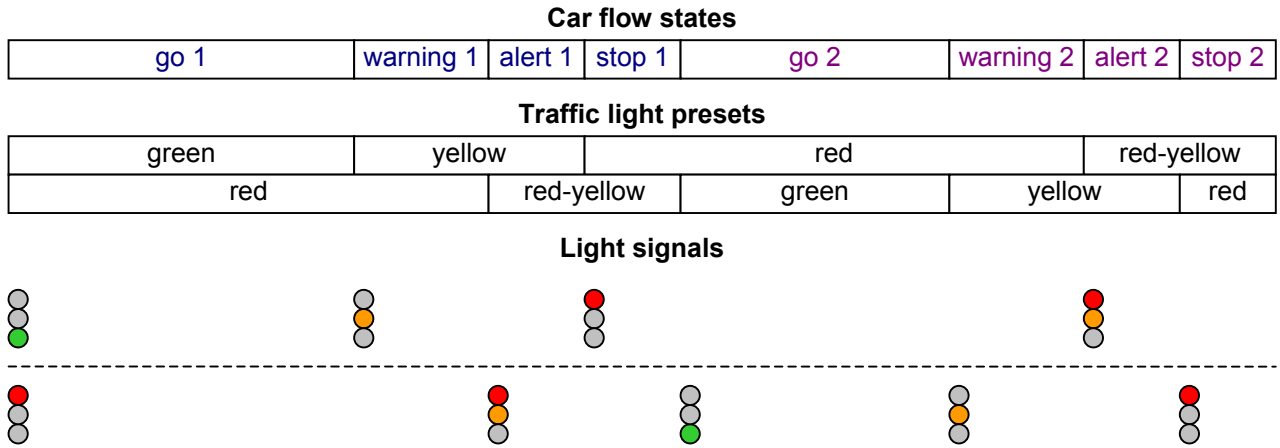 Car flow states
go 1 warning 1 alert 1 stop 1 go 2 warning 2 alert 2 stop 2
Traffic light presets
green yellow red red-yellow
red red-yellow green yellow red
Light signals